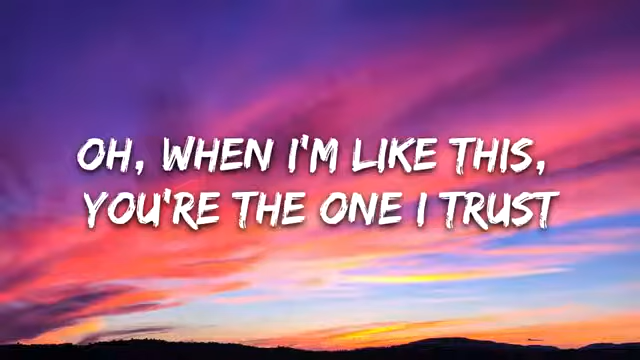 OH, WHEN I'M LIKE THIS,
YOU'RE THE ONE I TRUST